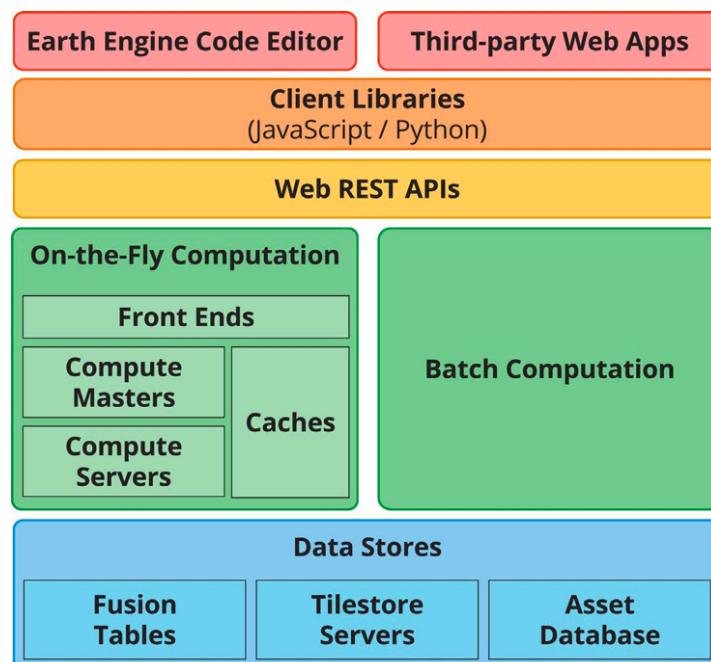 Earth Engine Code Editor
Third-party Web Apps
Client Libraries
(JavaScript / Python)
Web REST APIs
On-the-Fly Computation
Front Ends
Compute
Masters
Compute
Servers
Caches
Batch Computation
Data Stores
Fusion
Tables
Tilestore
Servers
Asset
Database